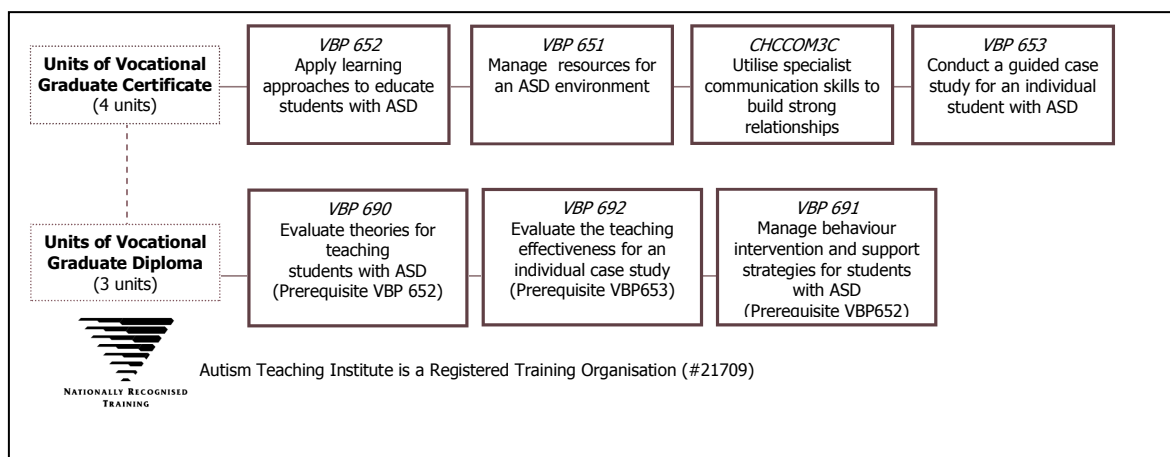 Units of Vocational
Graduate Certificate
(4 units)
VBP 652
Apply learning
approaches to educate
students with ASD
VBP 651
Manage resources for
an ASD environment
CHCCOM3C
Utilise specialist
communication skills to
build strong
relationships
VBP 653
Conduct a guided case
study for an individual
student with ASD
Units of Vocational
Graduate Diploma
(3 units)
VBP 690
Evaluate theories for
teaching
students with ASD
(Prerequisite VBP 652)
VBP 692
Evaluate the teaching
effectiveness for an
individual case study
(Prerequisite VBP653)
VBP 691
Manage behaviour
intervention and support
strategies for students
with ASD
(Prerequisite VBP652)
NATIONALLY RECOGNISED
TRAINING
Autism Teaching Institute is a Registered Training Organisation (#21709)